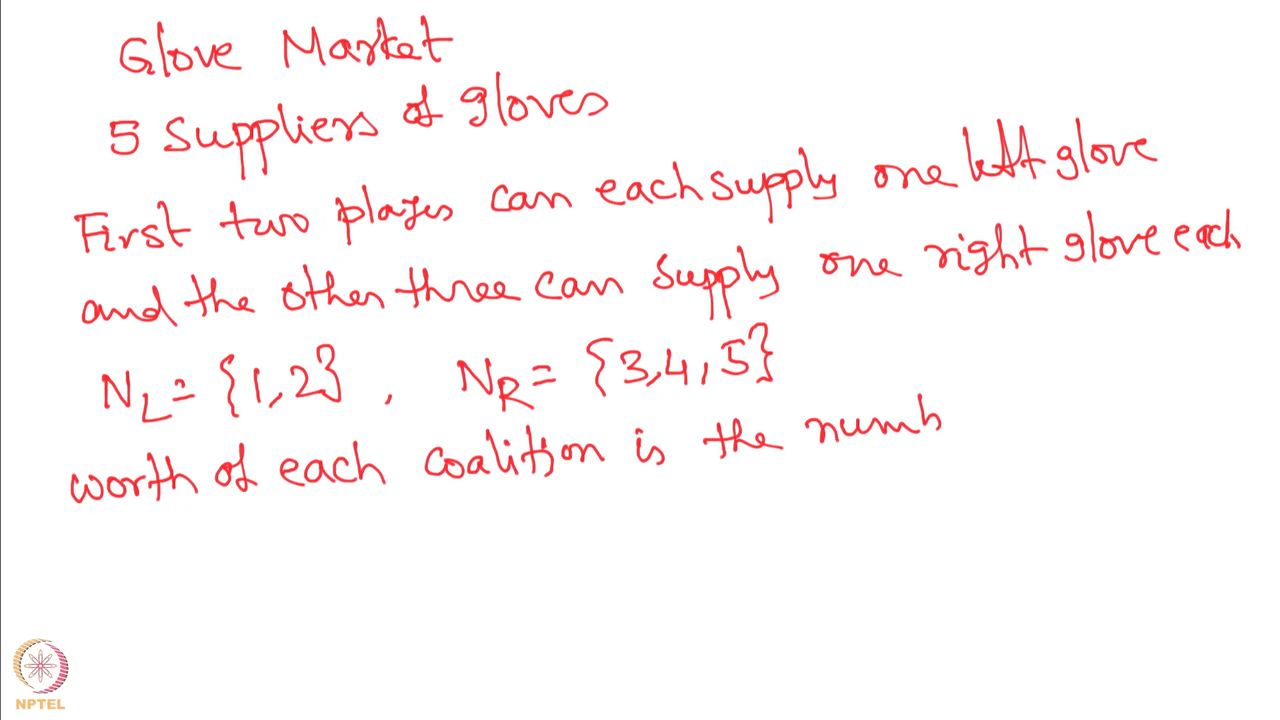 Glove Market
5 Suppliers of gloves
First two players can each supply one left glove
and the other three can supply one right glove each
N_L = {1,2} , N_R = {3,4,5}
worth of each coalition is the numb
NPTEL